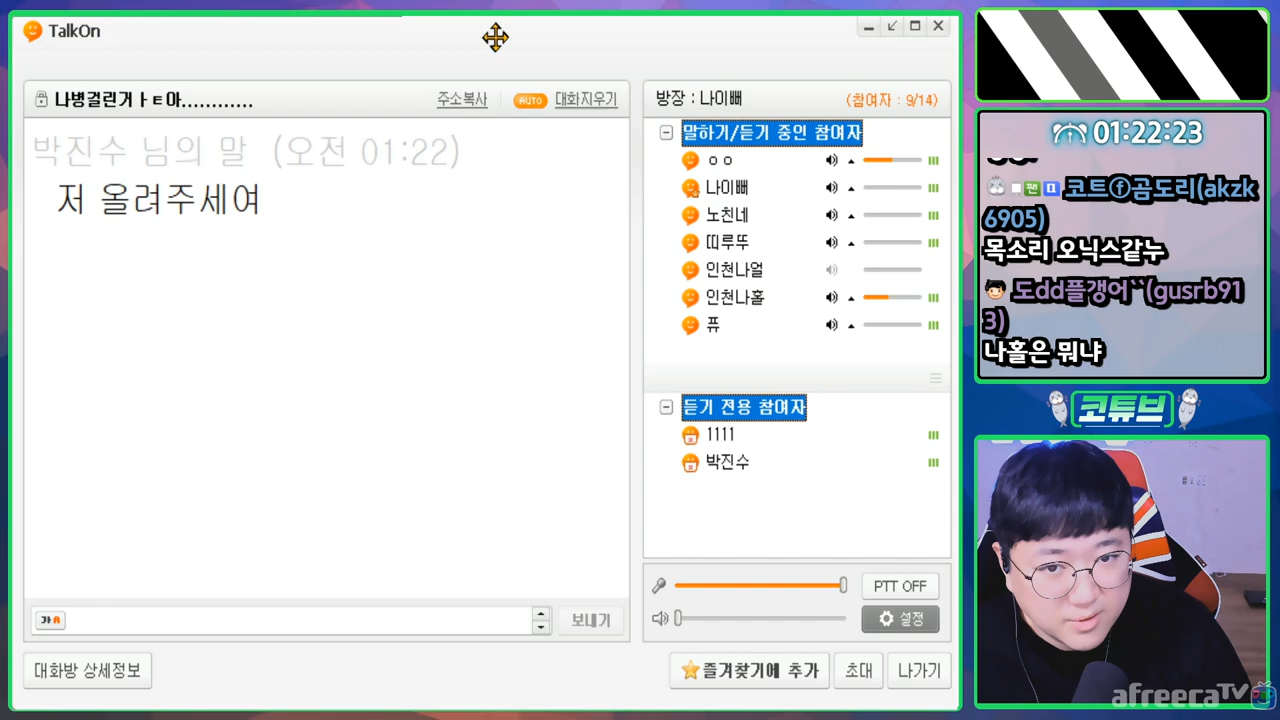 TalkOn
나병걸린거ㅏㅌ아............
주소복사
AUTO 대화지우기
박진수 님의 말 (오전 01:22)
저 올려주세여
보내기
대화방 상세정보
방장 : 나이뻐
(참여자 : 9/14)
말하기/듣기 중인 참여자
ㅇㅇ
나이뻐
노친네
띠루뚜
인천나얼
인천나홀
퓨
듣기 전용 참여자
1111
박진수
PTT OFF
설정
즐겨찾기에 추가
초대
나가기
01:22:23
팬
코트ⓕ곰도리(akzk
6905)
목소리 오닉스같누
도dd플갱어``(gusrb91
3)
나홀은 뭐냐
코튜브
afreecaTV